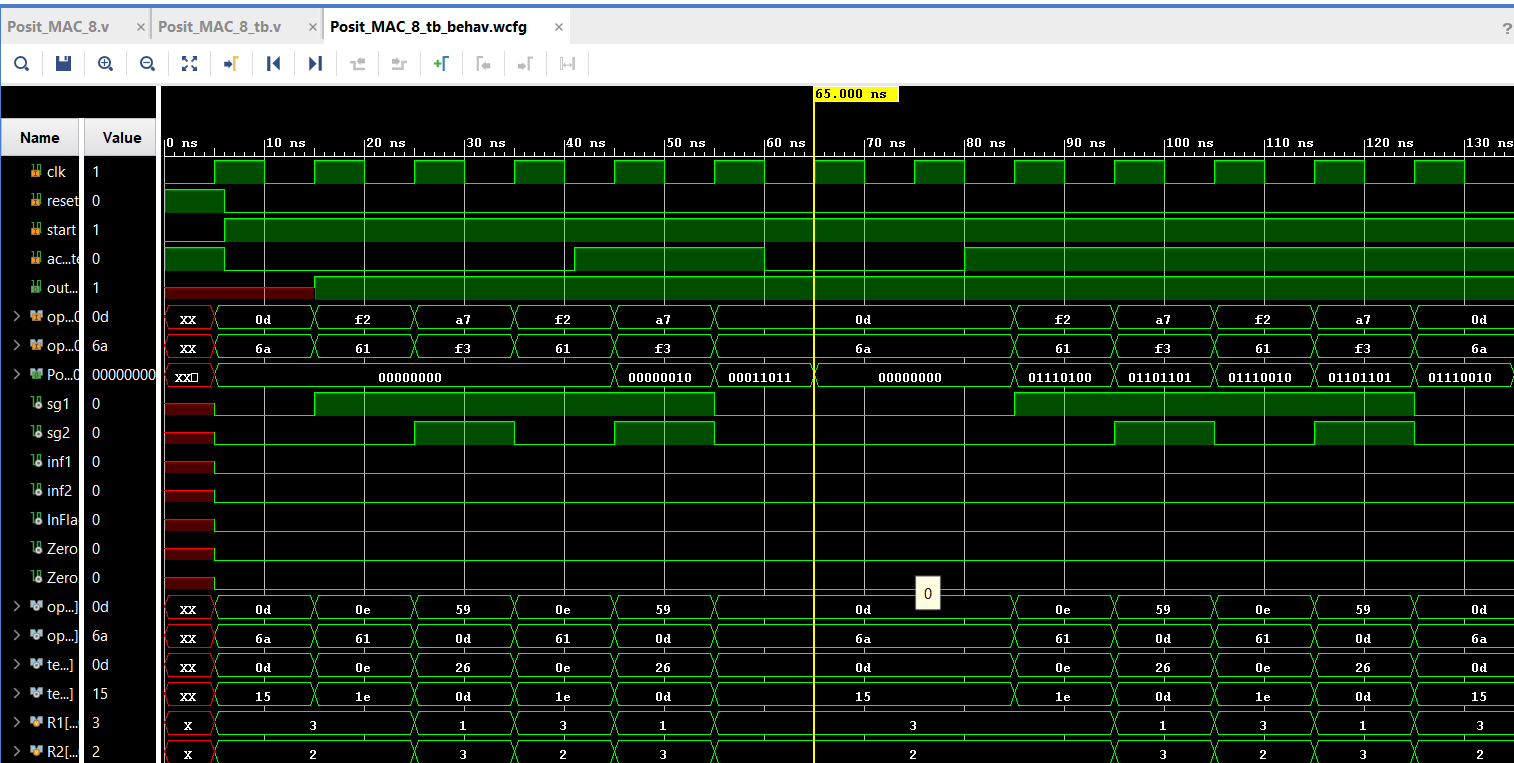 Posit_MAC_8.v × Posit_MAC_8_tb.v × Posit_MAC_8_tb_behav.wcfg × ?
65.000 ns
Name Value 0 ns 10 ns 20 ns 30 ns 40 ns 50 ns 60 ns 70 ns 80 ns 90 ns 100 ns 110 ns 120 ns 130 ns
clk 1
reset 0
start 1
ac...te 0
out... 1
op...0 0d XX 0d f2 a7 f2 a7 0d f2 a7 f2 a7 0d
op...0 6a XX 6a 61 f3 61 f3 6a 61 f3 61 f3 6a
Po...0 00000000 XX 00000000 00000010 00011011 00000000 01110100 01101101 01110010 01101101 01110010
sg1 0
sg2 0
inf1 0
inf2 0
InFla 0
Zero 0
Zero 0
0
op...] 0d XX 0d 0e 59 0e 59 0d 0e 59 0e 59 0d
op...] 6a XX 6a 61 0d 61 0d 6a 61 0d 61 0d 6a
te...] 0d XX 0d 0e 26 0e 26 0d 0e 26 0e 26 0d
te...] 15 XX 15 1e 0d 1e 0d 15 1e 0d 1e 0d 15
R1[... 3 X 3 1 3 1 3 1 3 1 3
R2[... 2 X 2 3 2 3 2 3 2 3 2